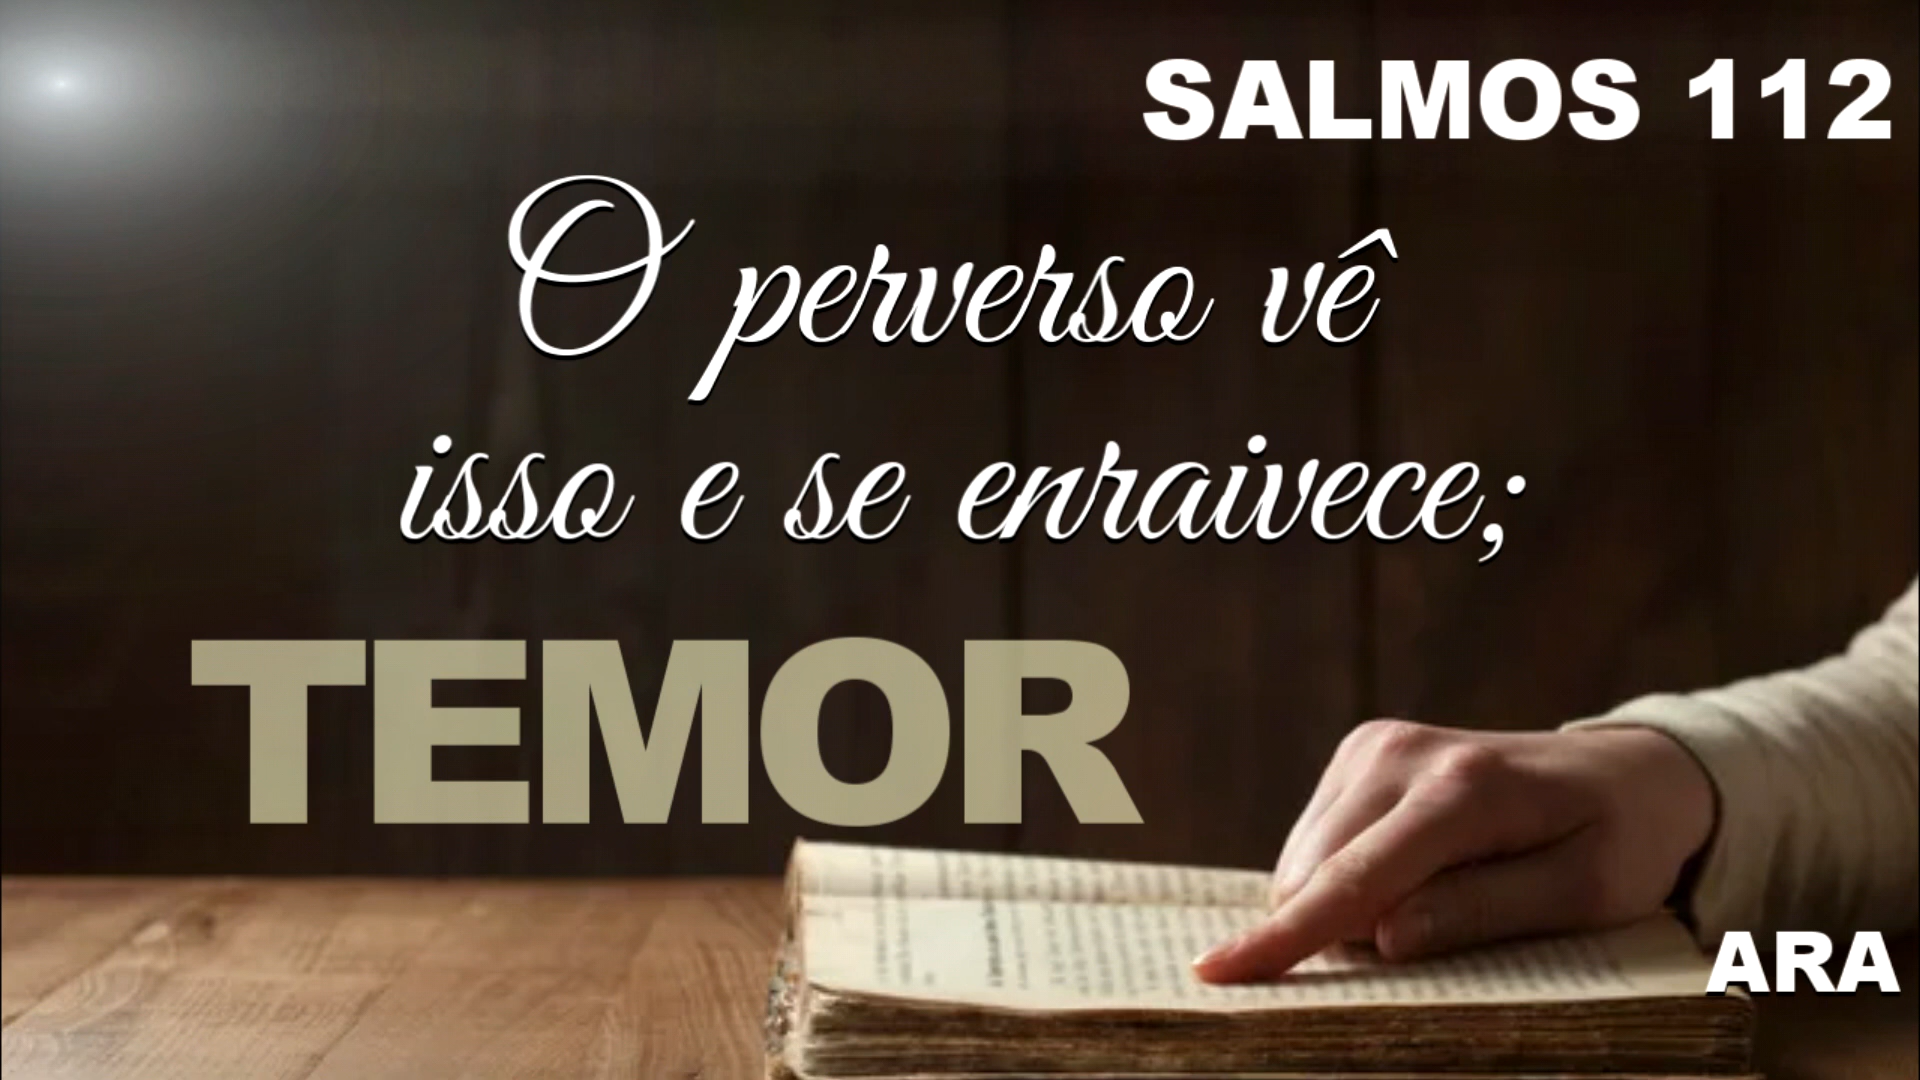 SALMOS 112
O perverso vê
isso e se enraivece;
TEMOR
ARA